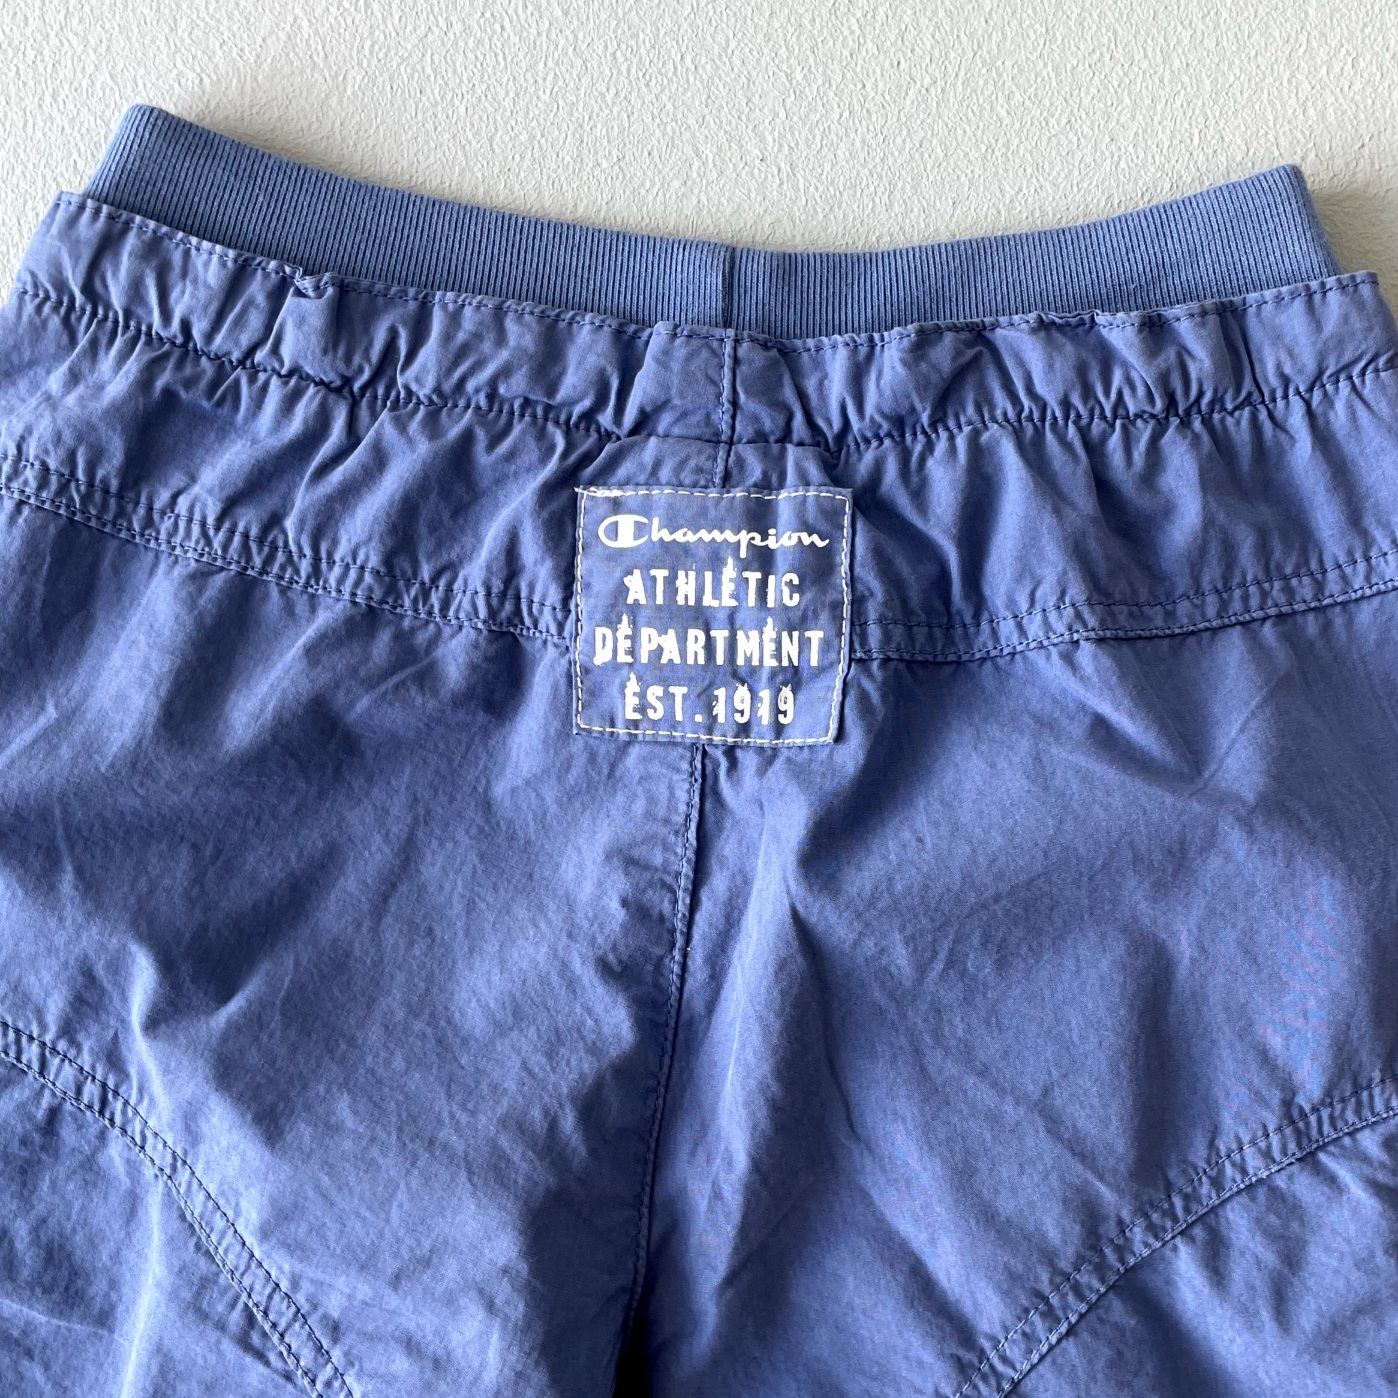 Champion
ATHLETIC
DEPARTMENT
EST. 1919